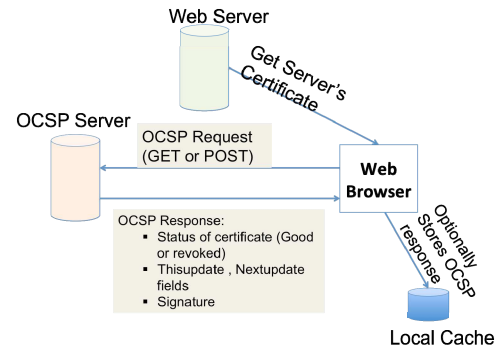 Web Server
Get Server's
Certificate
OCSP Server
OCSP Request
(GET or POST)
Web
Browser
OCSP Response:
▪ Status of certificate (Good
or revoked)
▪ Thisupdate , Nextupdate
fields
▪ Signature
Optionally
Stores OCSP
response
Local Cache